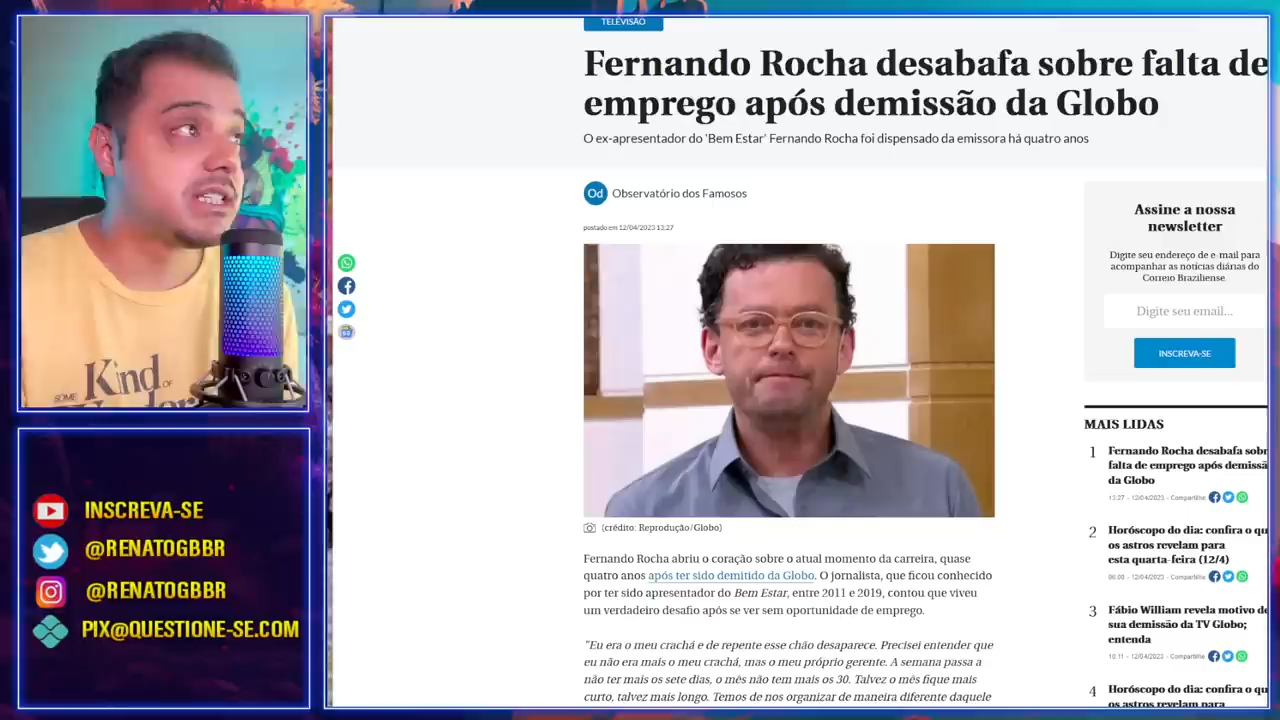 TELEVISÃO
Fernando Rocha desabafa sobre falta de
emprego após demissão da Globo
O ex-apresentador do 'Bem Estar' Fernando Rocha foi dispensado da emissora há quatro anos
Od Observatório dos Famosos
postado em 12/04/2023 13:27
(crédito: Reprodução/Globo)
Fernando Rocha abriu o coração sobre o atual momento da carreira, quase
quatro anos após ter sido demitido da Globo. O jornalista, que ficou conhecido
por ter sido apresentador do Bem Estar, entre 2011 e 2019, contou que viveu
um verdadeiro desafio após se ver sem oportunidade de emprego.
"Eu era o meu crachá e de repente esse chão desaparece. Precisei entender que
eu não era mais o meu crachá, mas o meu próprio gerente. A semana passa a
não ter mais os sete dias, o mês não tem mais os 30. Talvez o mês fique mais
curto, talvez mais longo. Temos de nos organizar de maneira diferente daquele
Assine a nossa
newsletter
Digite seu endereço de e-mail para
acompanhar as notícias diárias do
Correio Braziliense
Digite seu email...
INSCREVA-SE
MAIS LIDAS
1 Fernando Rocha desabafa sobr
falta de emprego após demissã
da Globo
13:27 - 12/04/2023 - Compartilhe
2 Horóscopo do dia: confira o qu
os astros revelam para
esta quarta-feira (12/4)
06:00 - 12/04/2023 - Compartilhe
3 Fábio William revela motivo de
sua demissão da TV Globo;
entenda
10:11 - 12/04/2023 - Compartilhe
4 Horóscopo do dia: confira o qu
os astros revelam para
SOME Kind OF
INSCREVA-SE
@RENATOGBBR
@RENATOGBBR
PIX@QUESTIONE-SE.COM